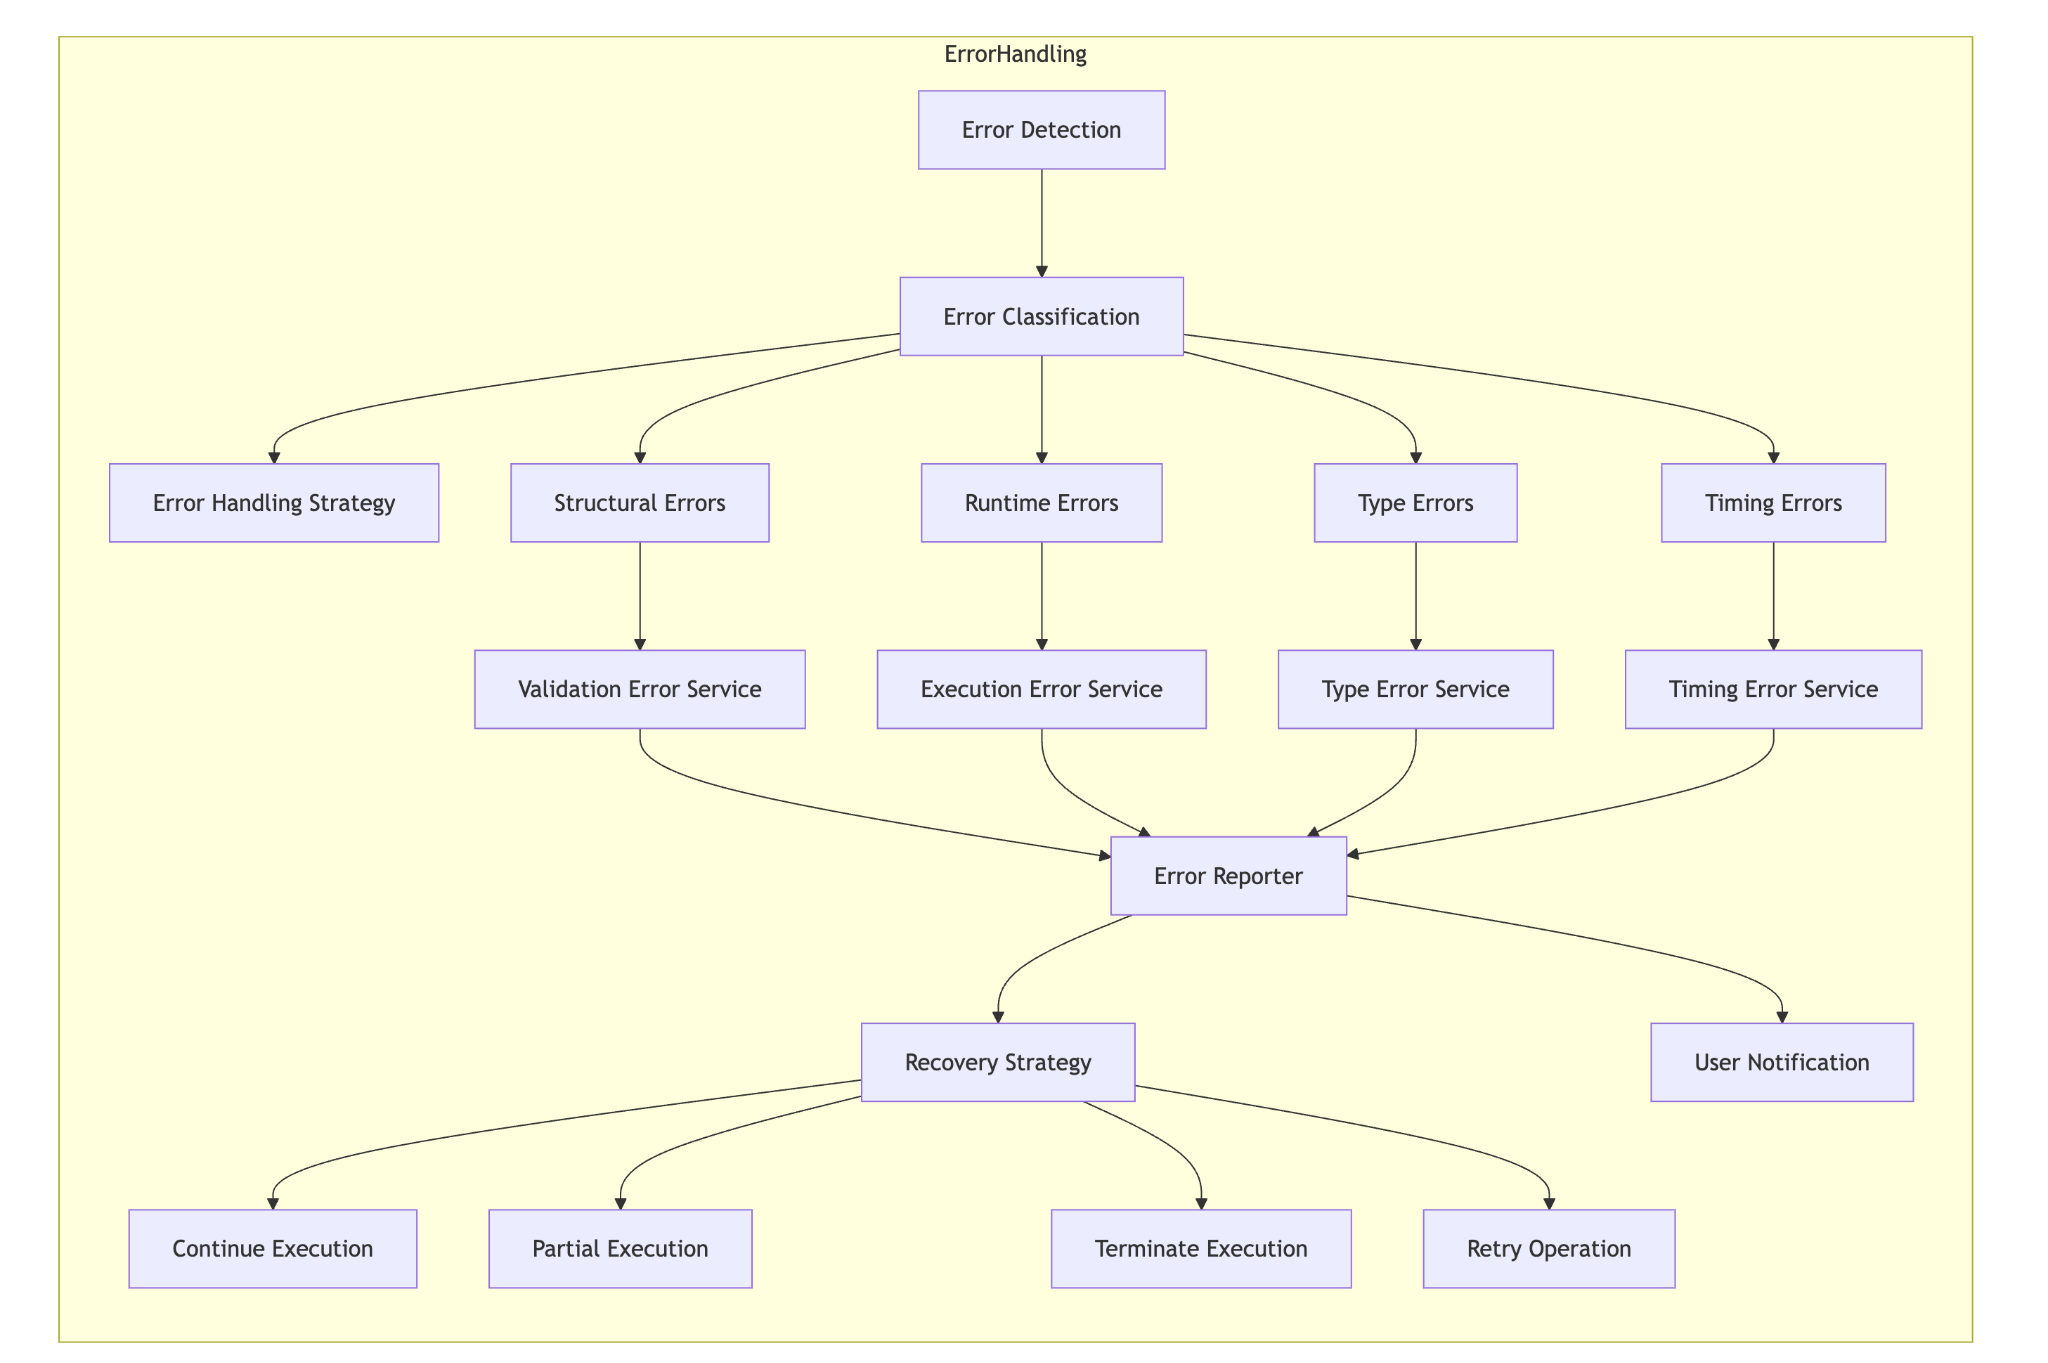 ErrorHandling
Error Detection
Error Classification
Error Handling Strategy
Structural Errors
Runtime Errors
Type Errors
Timing Errors
Validation Error Service
Execution Error Service
Type Error Service
Timing Error Service
Error Reporter
Recovery Strategy
User Notification
Continue Execution
Partial Execution
Terminate Execution
Retry Operation